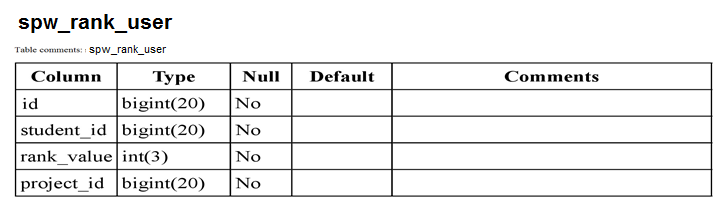 spw_rank_user
Table comments: : spw_rank_user
Column Type Null Default Comments
id bigint(20) No
student_id bigint(20) No
rank_value int(3) No
project_id bigint(20) No